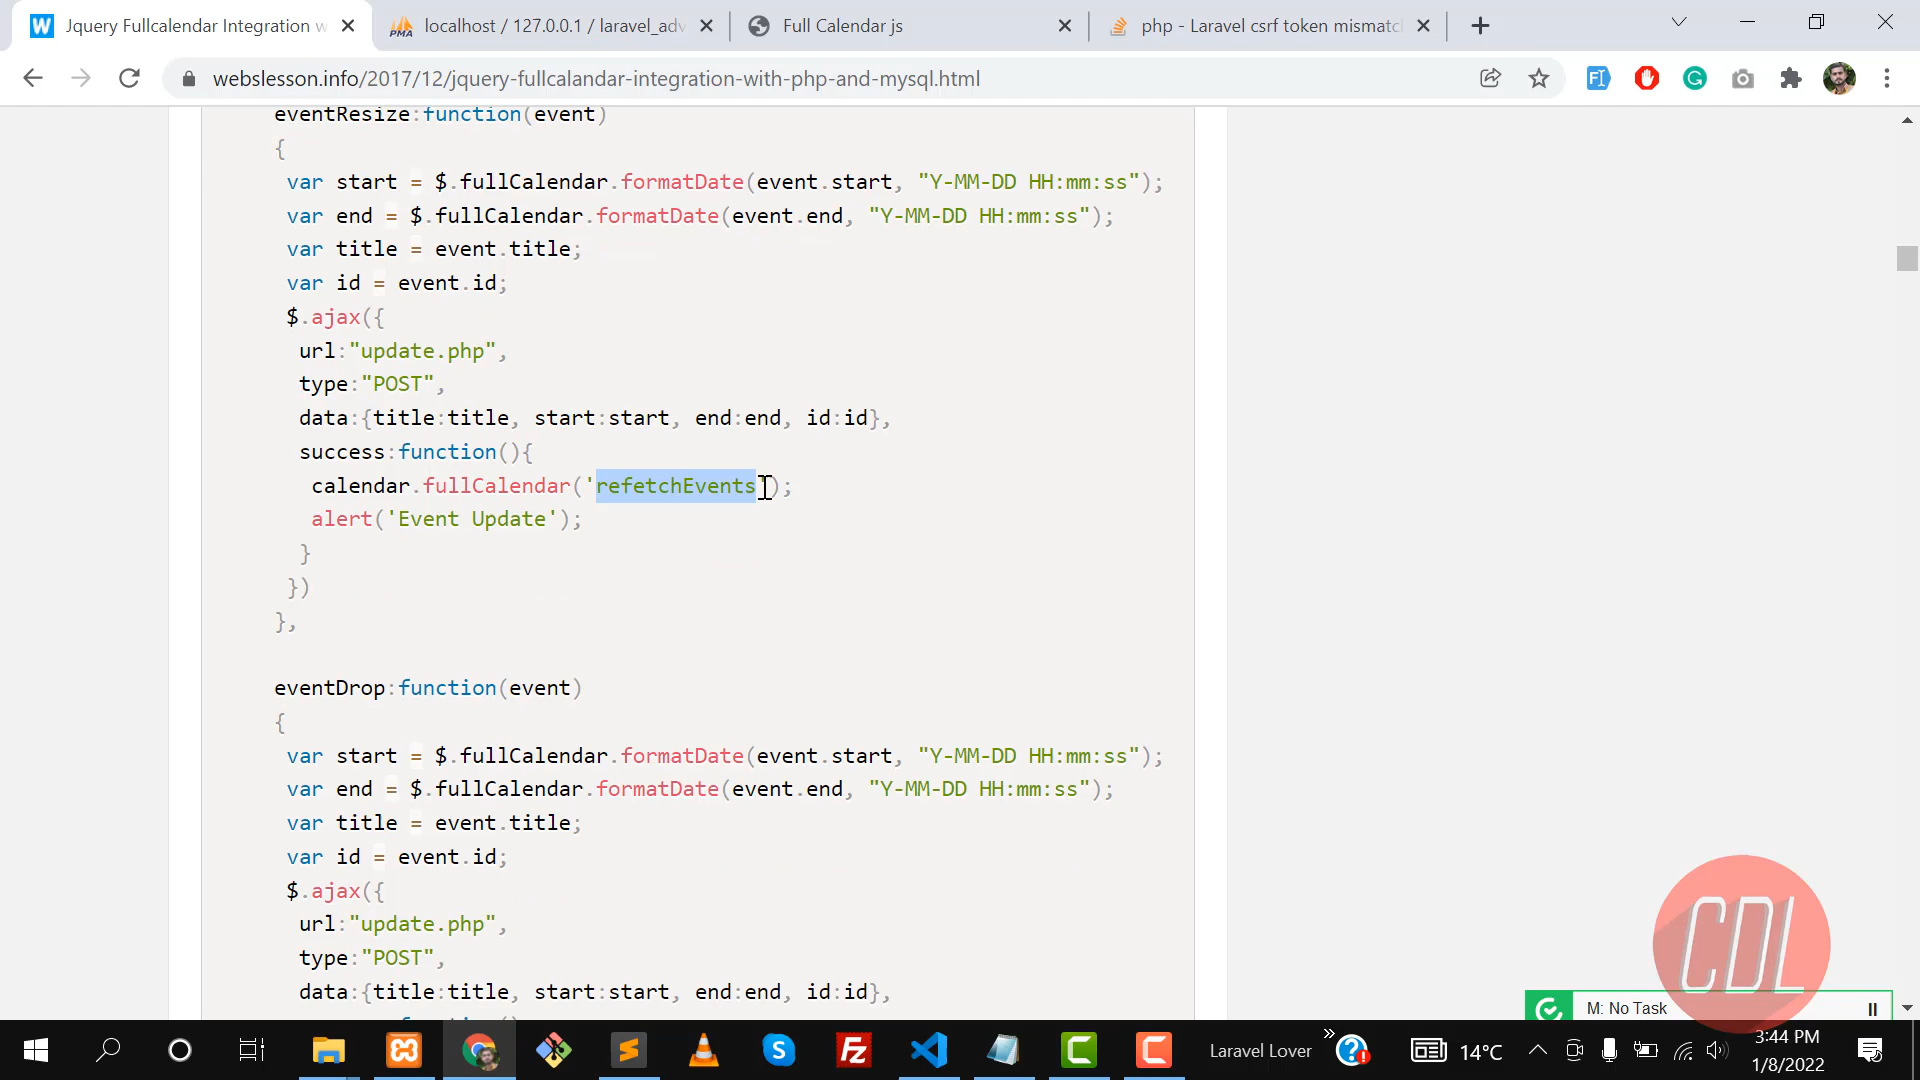 Jquery Fullcalendar Integration w
localhost / 127.0.0.1 / laravel_adv
Full Calendar js
php - Laravel csrf token mismatc
webslesson.info/2017/12/jquery-fullcalandar-integration-with-php-and-mysql.html
eventResize:function(event)
{
var start = $.fullCalendar.formatDate(event.start, "Y-MM-DD HH:mm:ss");
var end = $.fullCalendar.formatDate(event.end, "Y-MM-DD HH:mm:ss");
var title = event.title;
var id = event.id;
$.ajax({
url:"update.php",
type:"POST",
data:{title:title, start:start, end:end, id:id},
success:function(){
calendar.fullCalendar('refetchEvents');
alert('Event Update');
}
})
},
eventDrop:function(event)
{
var start = $.fullCalendar.formatDate(event.start, "Y-MM-DD HH:mm:ss");
var end = $.fullCalendar.formatDate(event.end, "Y-MM-DD HH:mm:ss");
var title = event.title;
var id = event.id;
$.ajax({
url:"update.php",
type:"POST",
data:{title:title, start:start, end:end, id:id},
CDL
M: No Task
Laravel Lover
14°C
3:44 PM
1/8/2022